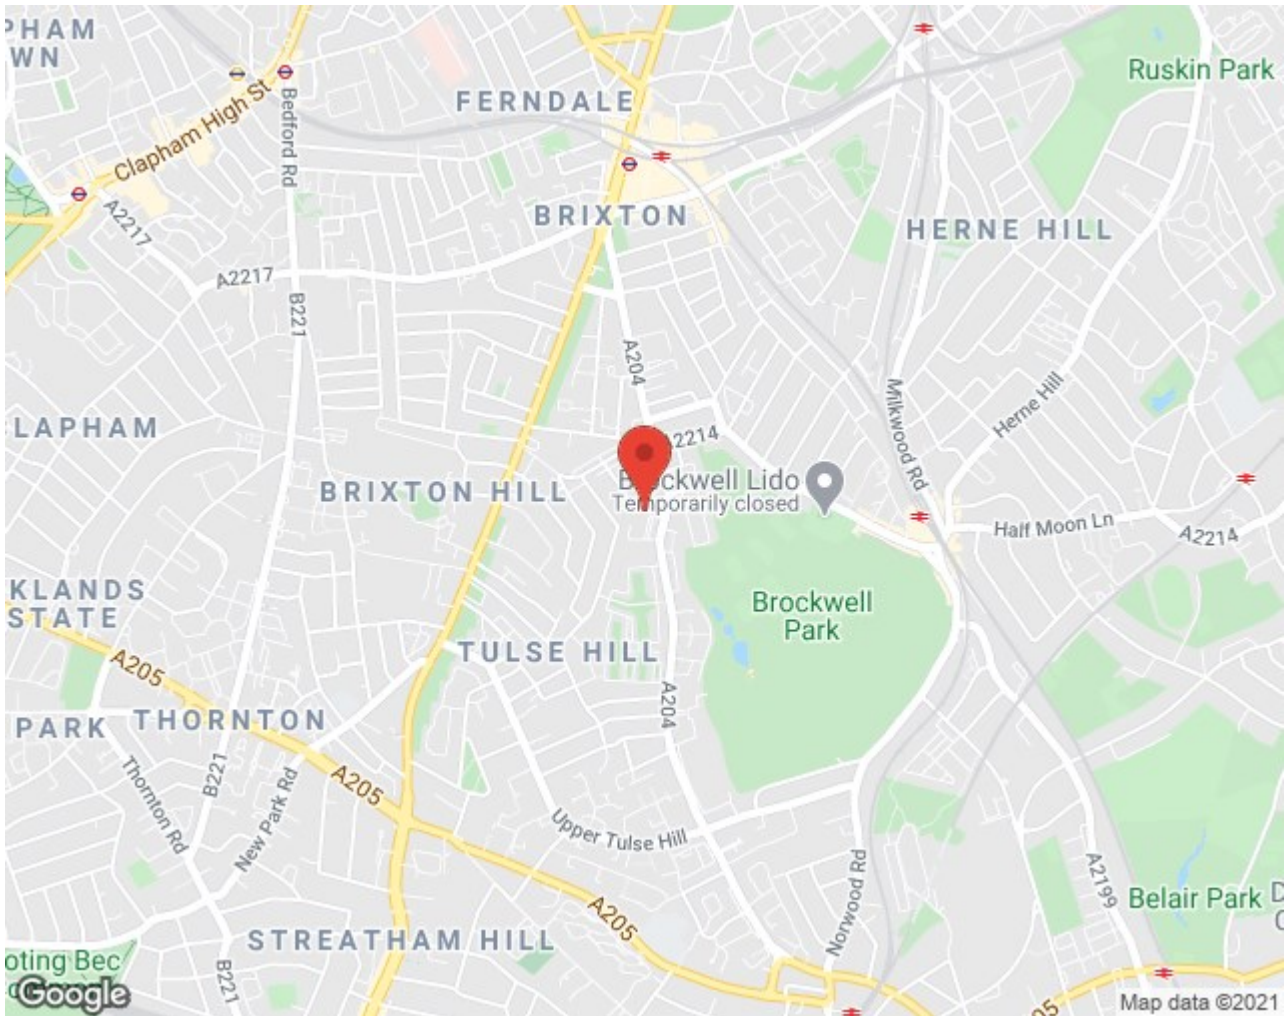 PHAM
WN
Ruskin Park
FERNDALE
Clapham High St
Bedford Rd
A2217
BRIXTON
HERNE HILL
A2217
B221
A204
Milkwood Rd
Herne Hill
LAPHAM
A2214
BRIXTON HILL
Brockwell Lido
Temporarily closed
Half Moon Ln
A2214
KLANDS
STATE
Brockwell
Park
TULSE HILL
A205
A204
PARK
THORNTON
Thornton Rd
B221
New Park Rd
A205
Upper Tulse Hill
Norwood Rd
A2199
Belair Park
D
C
A205
STREATHAM HILL
oting Bec
B221
05
Google
Map data ©2021